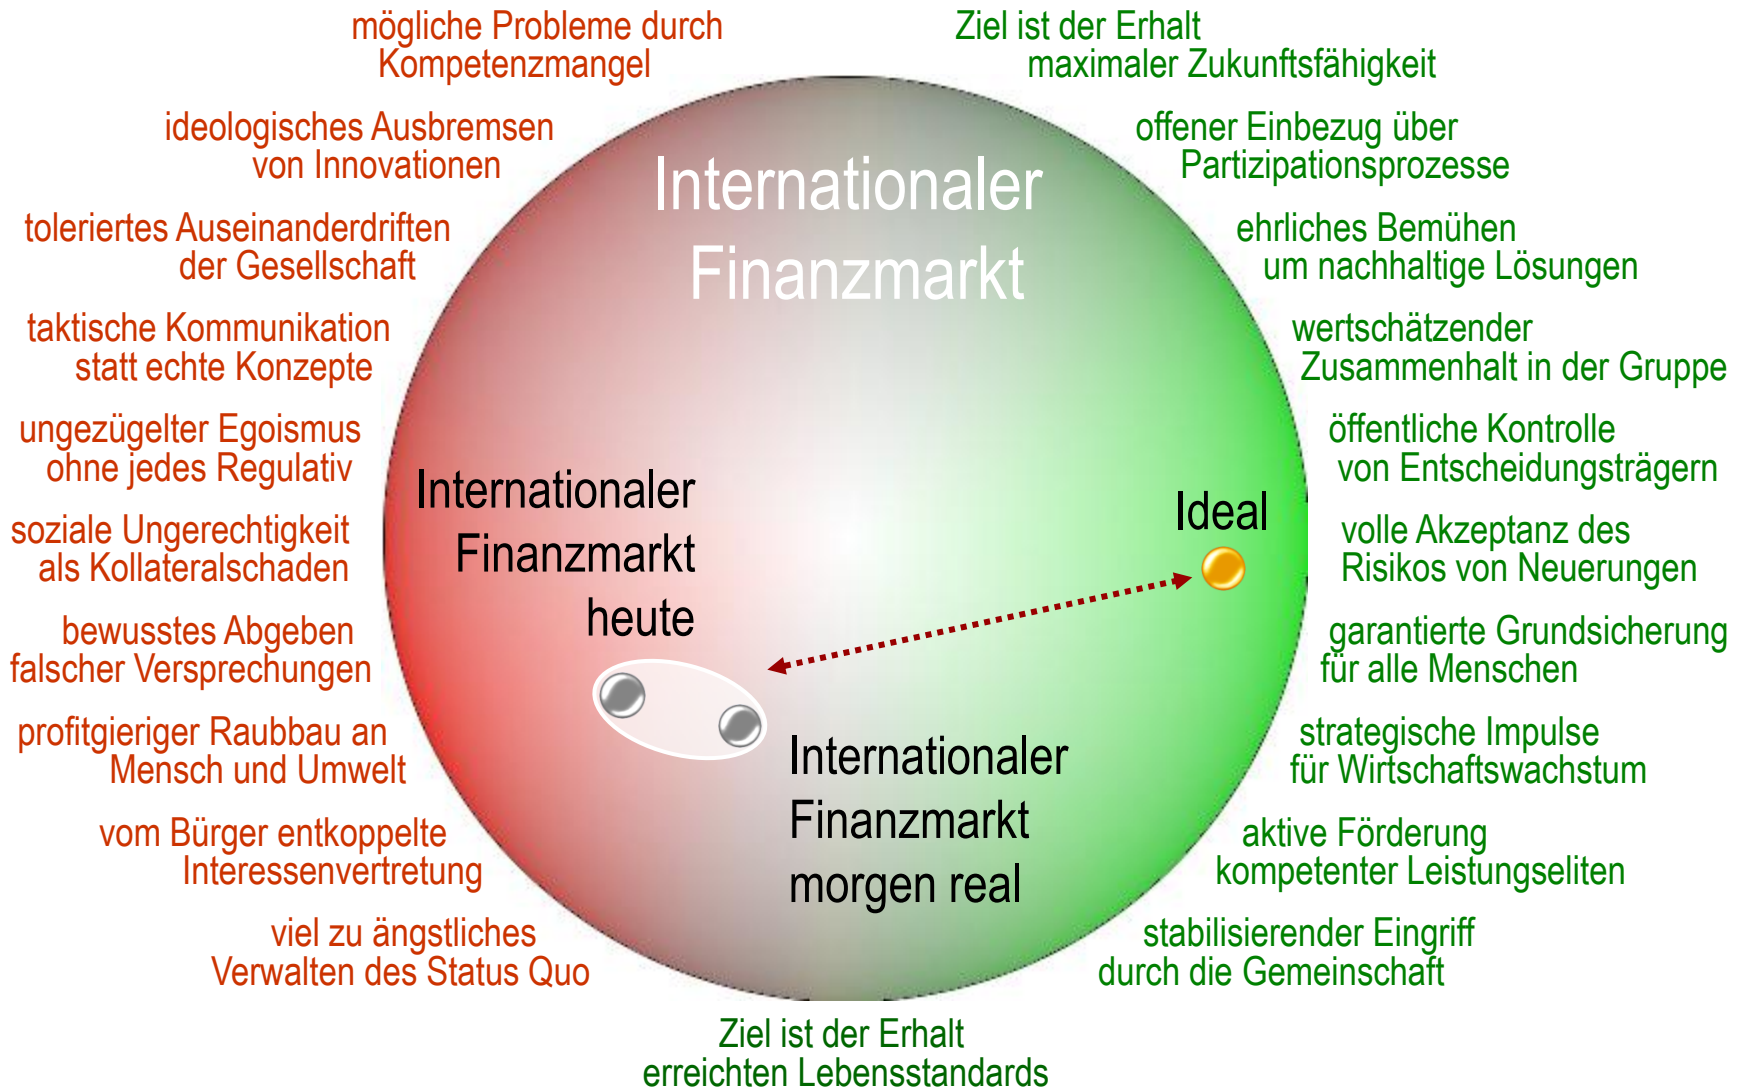 mögliche Probleme durch
Kompetenzmangel
ideologisches Ausbremsen
von Innovationen
toleriertes Auseinanderdriften
der Gesellschaft
taktische Kommunikation
statt echte Konzepte
ungezügelter Egoismus
ohne jedes Regulativ
soziale Ungerechtigkeit
als Kollateralschaden
bewusstes Abgeben
falscher Versprechungen
profitgieriger Raubbau an
Mensch und Umwelt
vom Bürger entkoppelte
Interessenvertretung
viel zu ängstliches
Verwalten des Status Quo
Internationaler
Finanzmarkt
Internationaler
Finanzmarkt
heute
Ideal
Internationaler
Finanzmarkt
morgen real
Ziel ist der Erhalt
maximaler Zukunftsfähigkeit
offener Einbezug über
Partizipationsprozesse
ehrliches Bemühen
um nachhaltige Lösungen
wertschätzender
Zusammenhalt in der Gruppe
öffentliche Kontrolle
von Entscheidungsträgern
volle Akzeptanz des
Risikos von Neuerungen
garantierte Grundsicherung
für alle Menschen
strategische Impulse
für Wirtschaftswachstum
aktive Förderung
kompetenter Leistungseliten
stabilisierender Eingriff
durch die Gemeinschaft
Ziel ist der Erhalt
erreichten Lebensstandards